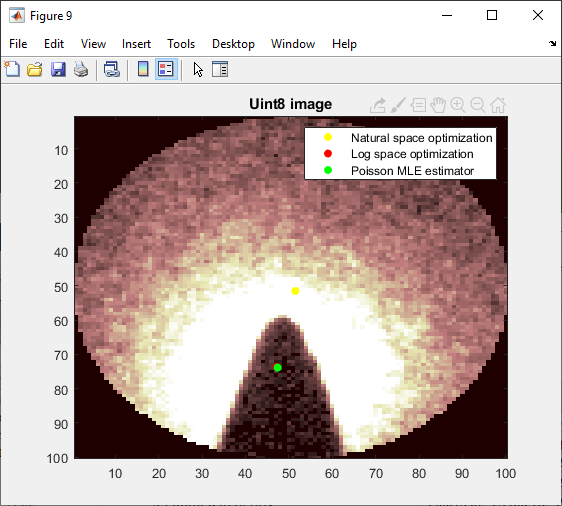 Figure 9
File Edit View Insert Tools Desktop Window Help
Uint8 image
Natural space optimization
Log space optimization
Poisson MLE estimator
10
20
30
40
50
60
70
80
90
100
10 20 30 40 50 60 70 80 90 100